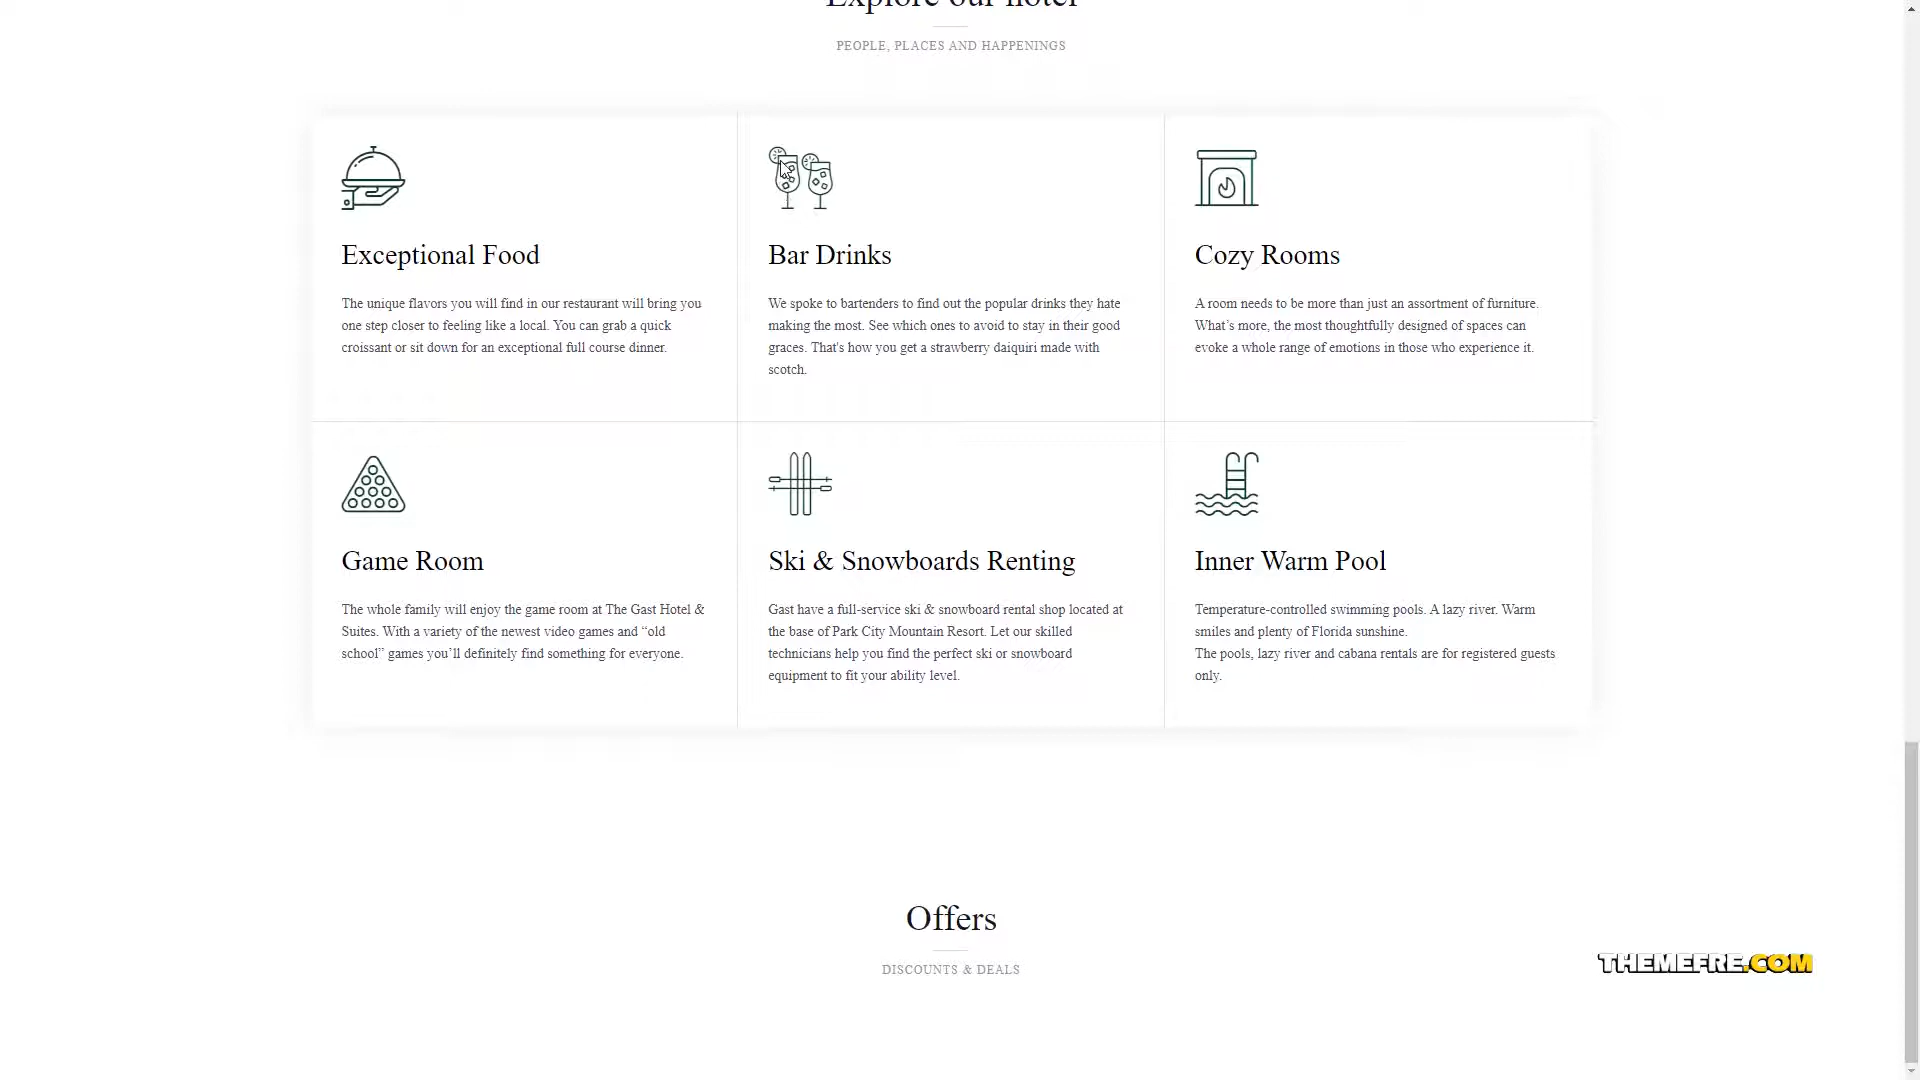 Explore our hotel
PEOPLE, PLACES AND HAPPENINGS
Exceptional Food
The unique flavors you will find in our restaurant will bring you
one step closer to feeling like a local. You can grab a quick
croissant or sit down for an exceptional full course dinner.
Bar Drinks
We spoke to bartenders to find out the popular drinks they hate
making the most. See which ones to avoid to stay in their good
graces. That's how you get a strawberry daiquiri made with
scotch.
Cozy Rooms
A room needs to be more than just an assortment of furniture.
What’s more, the most thoughtfully designed of spaces can
evoke a whole range of emotions in those who experience it.
Game Room
The whole family will enjoy the game room at The Gast Hotel &
Suites. With a variety of the newest video games and “old
school” games you’ll definitely find something for everyone.
Ski & Snowboards Renting
Gast have a full-service ski & snowboard rental shop located at
the base of Park City Mountain Resort. Let our skilled
technicians help you find the perfect ski or snowboard
equipment to fit your ability level.
Inner Warm Pool
Temperature-controlled swimming pools. A lazy river. Warm
smiles and plenty of Florida sunshine.
The pools, lazy river and cabana rentals are for registered guests
only.
Offers
DISCOUNTS & DEALS
THEMEFRE.COM